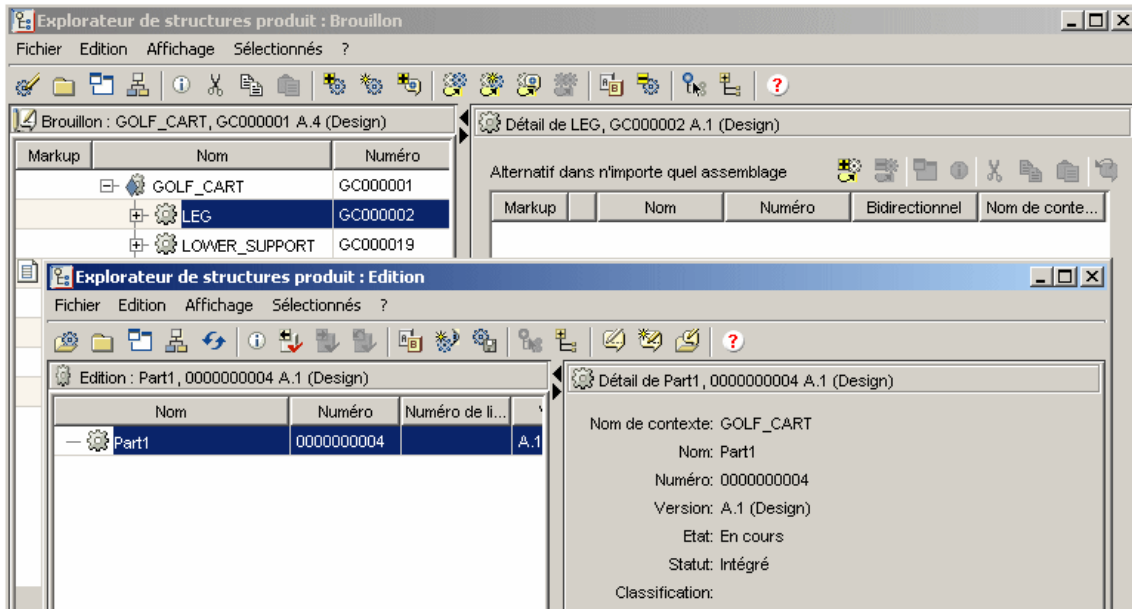 Explorateur de structures produit : Brouillon
Fichier Edition Affichage Sélectionnés ?
Brouillon : GOLF_CART, GC000001 A.4 (Design)
Markup Nom Numéro
GOLF_CART GC000001
LEG GC000002
LOWER_SUPPORT GC000019
Détail de LEG, GC000002 A.1 (Design)
Alternatif dans n'importe quel assemblage
Markup Nom Numéro Bidirectionnel Nom de conte...
Explorateur de structures produit : Edition
Fichier Edition Affichage Sélectionnés ?
Edition : Part1, 0000000004 A.1 (Design)
Nom Numéro Numéro de li...
Part1 0000000004 A.1
Détail de Part1, 0000000004 A.1 (Design)
Nom de contexte: GOLF_CART
Nom: Part1
Numéro: 0000000004
Version: A.1 (Design)
Etat: En cours
Statut: Intégré
Classification: